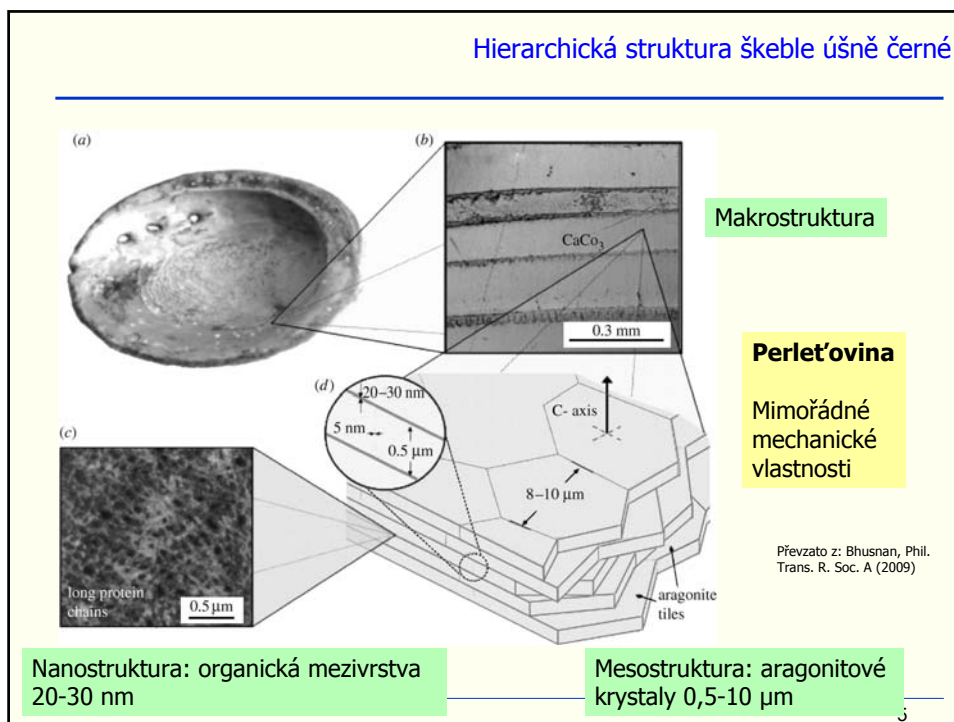 Hierarchická struktura škeble úšně černé
(a)
(b)
CaCo3
0.3 mm
Makrostruktura
Perleťovina
Mimořádné
mechanické
vlastnosti
(d)
20–30 nm
5 nm
0.5 µm
C- axis
8–10 µm
(c)
long protein
chains
0.5 µm
aragonite
tiles
Převzato z: Bhusnan, Phil.
Trans. R. Soc. A (2009)
Nanostruktura: organická mezivrstva
20-30 nm
Mesostruktura: aragonitové
krystaly 0,5-10 µm